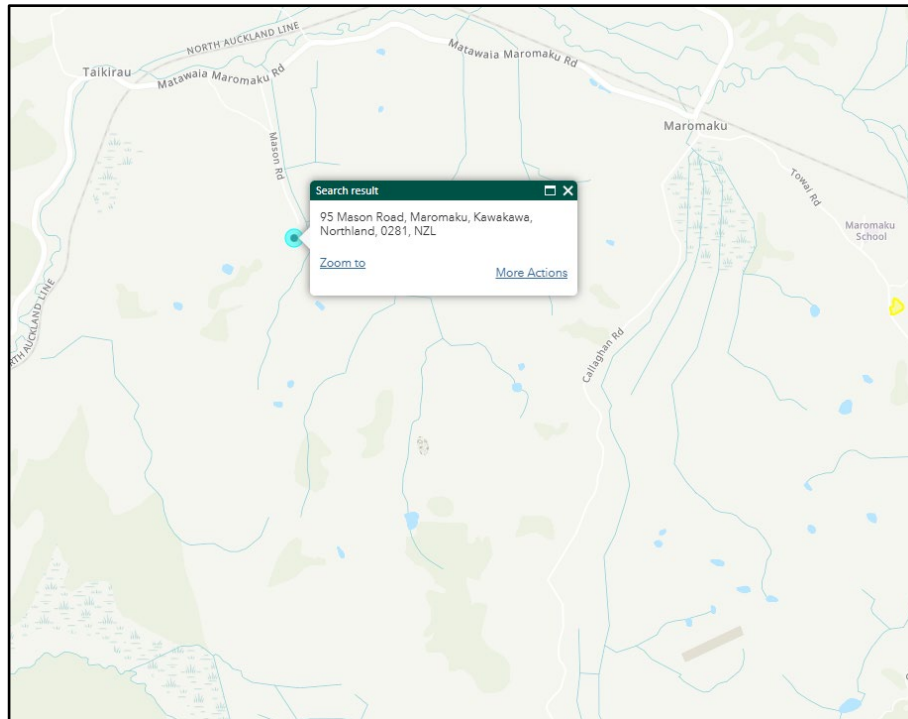 NORTH AUCKLAND LINE
Matawaia Maromaku Rd
Taikirau
Matawaia Maromaku Rd
Maromaku
Mason Rd
Towai Rd
Search result
95 Mason Road, Maromaku, Kawakawa,
Northland, 0281, NZL
Zoom to
More Actions
Maromaku
School
RTH AUCKLAND LINE
Callaghan Rd